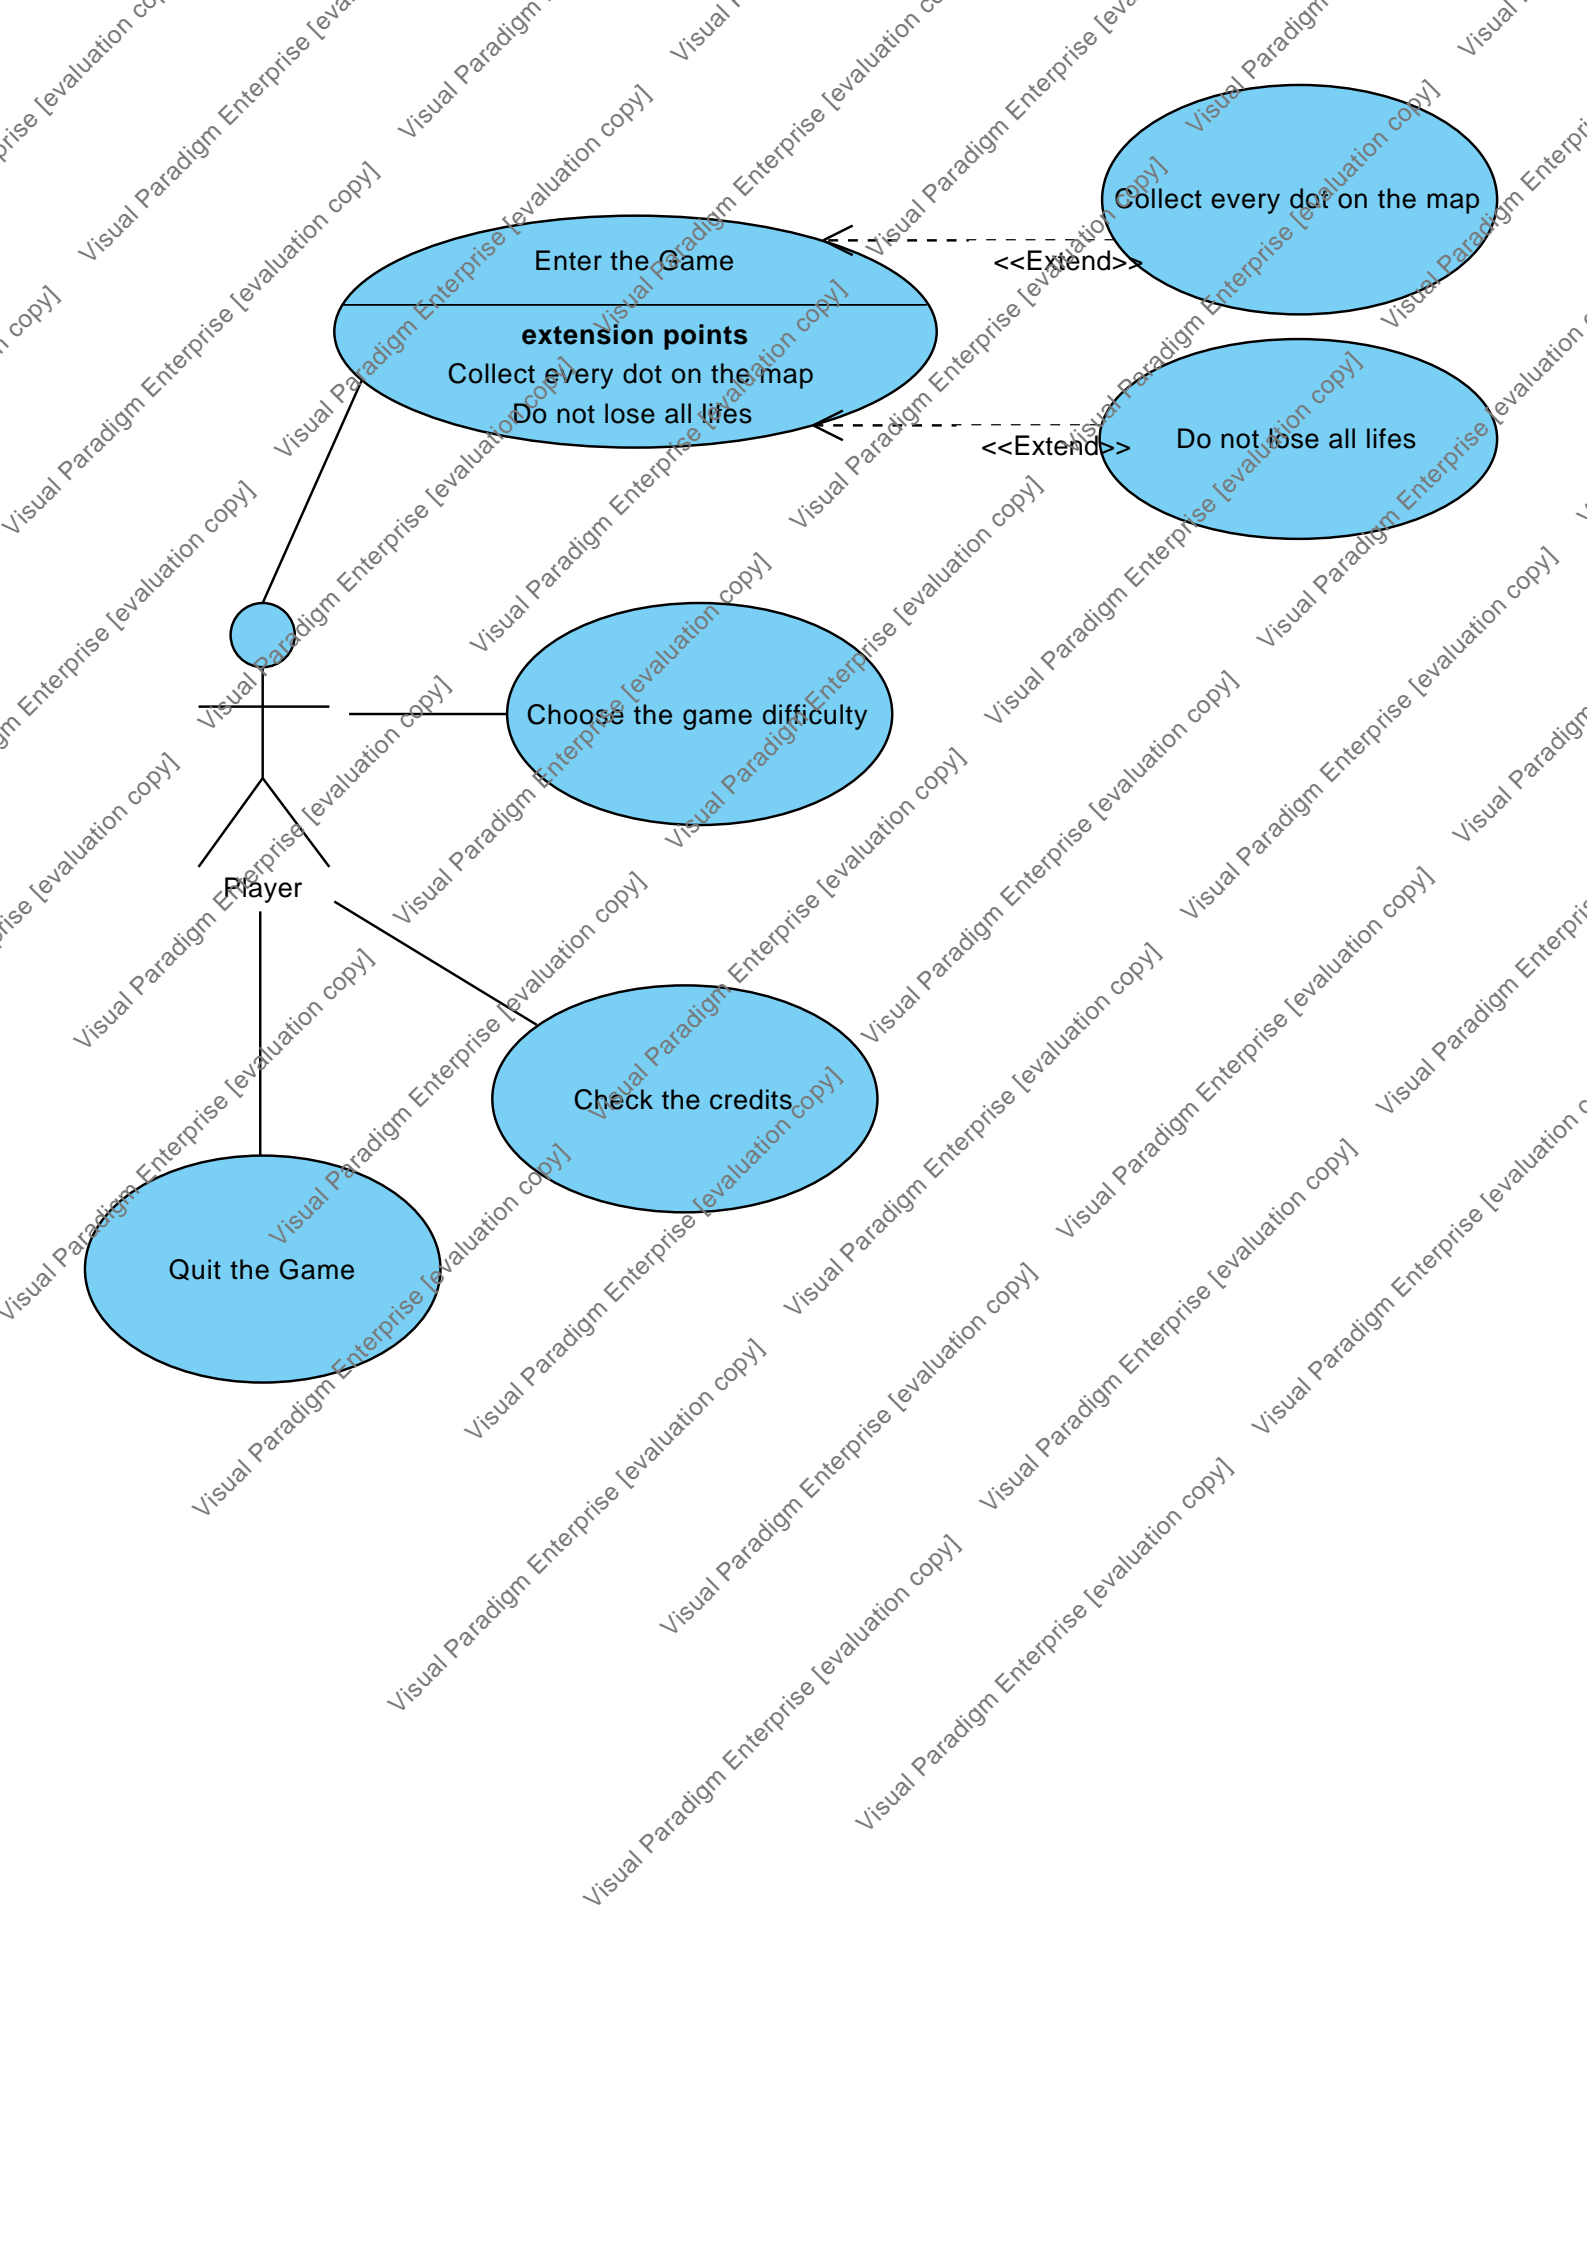 Collect every dot on the map
Enter the Game
<<Extend>>
extension points
Collect every dot on the map
Do not lose all lifes
<<Extend>>
Do not lose all lifes
Choose the game difficulty
Player
Check the credits
Quit the Game
Visual Paradigm Enterprise [evaluation copy]